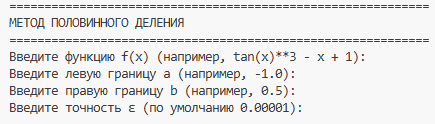 ============================================================
МЕТОД ПОЛОВИННОГО ДЕЛЕНИЯ
============================================================
Введите функцию f(x) (например, tan(x)**3 - x + 1):
Введите левую границу a (например, -1.0):
Введите правую границу b (например, 0.5):
Введите точность ε (по умолчанию 0.00001):